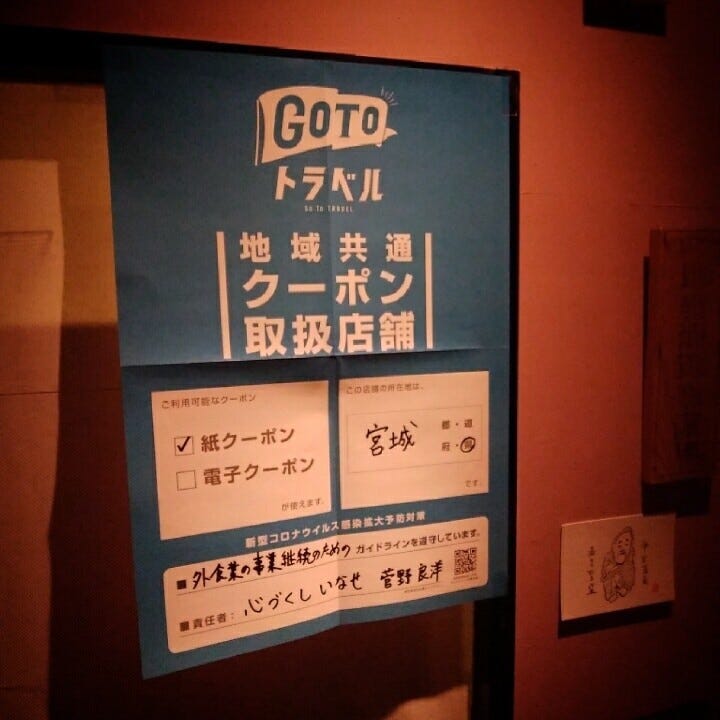 GOTO
トラベル
Go To TRAVEL
地域共通
クーポン
取扱店舗
ご利用可能なクーポン
✓ 紙クーポン
電子クーポン
が使えます。
この店舗の所在地は、
宮城 都・道
府・県
です。
新型コロナウイルス感染拡大予防対策
■ 外食業の事業継続のための ガイドラインを遵守しています。
■ 責任者： 心づくし いなせ 菅野 良洋